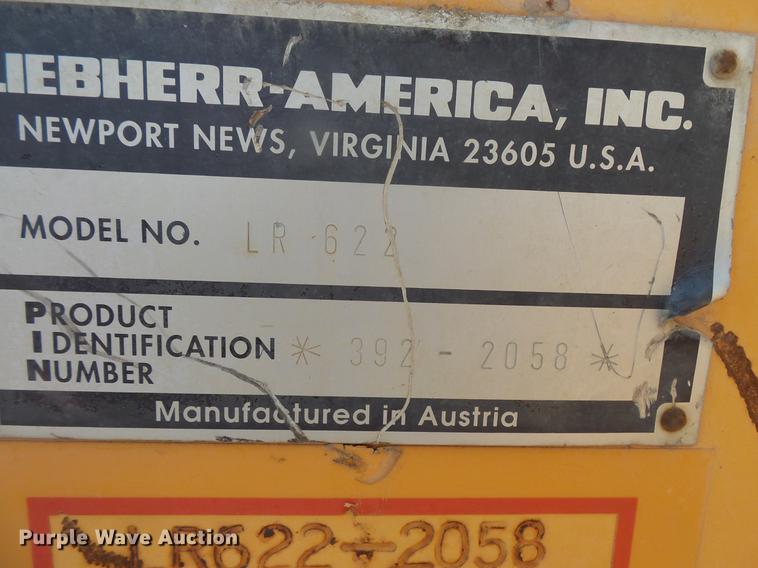 LIEBHERR-AMERICA, INC.
NEWPORT NEWS, VIRGINIA 23605 U.S.A.
MODEL NO. LR 622
PRODUCT
IDENTIFICATION * 392-2058 *
NUMBER
Manufactured in Austria
LR622-2058
Purple Wave Auction